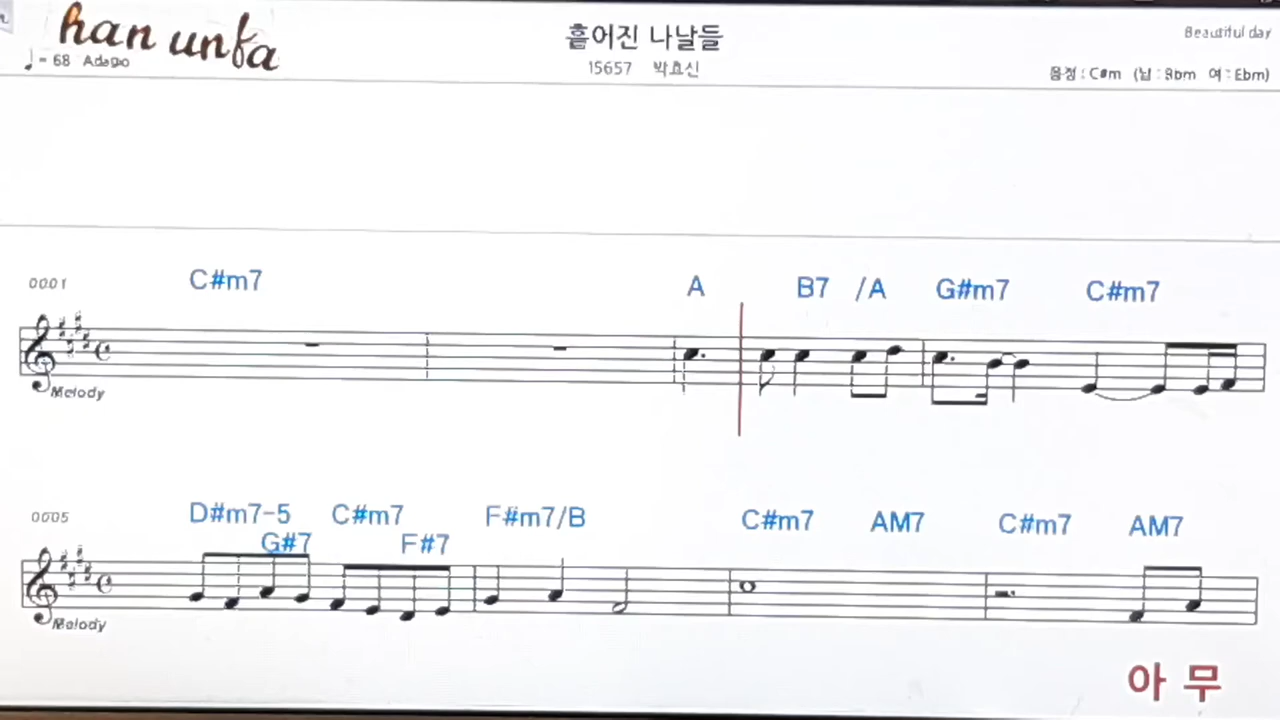 han unfa
흩어진 나날들
Beautiful day
♩ = 68 Adagio
15657 박효신
음정 : C#m (남 : Bbm 여 : Ebm)
0001 C#m7 A B7 /A G#m7 C#m7
Melody
0005 D#m7-5 C#m7 F#m7/B C#m7 AM7 C#m7 AM7
G#7 F#7
Melody
아 무